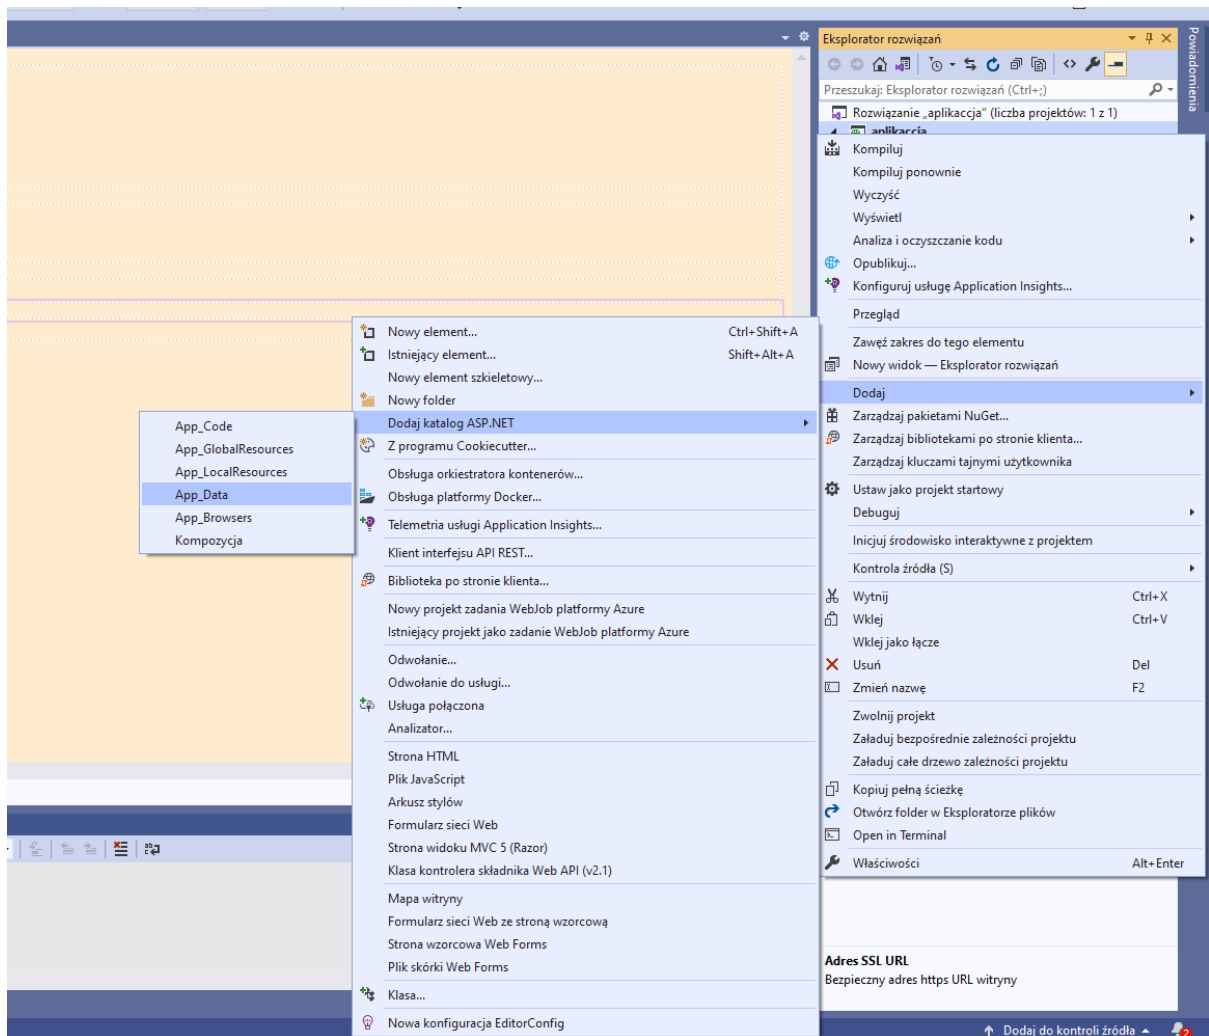 Eksplorator rozwiązań
Powiadomienia
Przeszukaj: Eksplorator rozwiązań (Ctrl+;)
Rozwiązanie „aplikaccja" (liczba projektów: 1 z 1)
aplikaccja
Kompiluj
Kompiluj ponownie
Wyczyść
Wyświetl
Analiza i oczyszczanie kodu
Opublikuj...
Konfiguruj usługę Application Insights...
Przegląd
Zawęź zakres do tego elementu
Nowy widok — Eksplorator rozwiązań
Dodaj
Zarządzaj pakietami NuGet...
Zarządzaj bibliotekami po stronie klienta...
Zarządzaj kluczami tajnymi użytkownika
Ustaw jako projekt startowy
Debuguj
Inicjuj środowisko interaktywne z projektem
Kontrola źródła (S)
Wytnij Ctrl+X
Wklej Ctrl+V
Wklej jako łącze
Usuń Del
Zmień nazwę F2
Zwolnij projekt
Załaduj bezpośrednie zależności projektu
Załaduj całe drzewo zależności projektu
Kopiuj pełną ścieżkę
Otwórz folder w Eksploratorze plików
Open in Terminal
Właściwości Alt+Enter
Nowy element... Ctrl+Shift+A
Istniejący element... Shift+Alt+A
Nowy element szkieletowy...
Nowy folder
Dodaj katalog ASP.NET
Z programu Cookiecutter...
Obsługa orkiestratora kontenerów...
Obsługa platformy Docker...
Telemetria usługi Application Insights...
Klient interfejsu API REST...
Biblioteka po stronie klienta...
Nowy projekt zadania WebJob platformy Azure
Istniejący projekt jako zadanie WebJob platformy Azure
Odwołanie...
Odwołanie do usługi...
Usługa połączona
Analizator...
Strona HTML
Plik JavaScript
Arkusz stylów
Formularz sieci Web
Strona widoku MVC 5 (Razor)
Klasa kontrolera składnika Web API (v2.1)
Mapa witryny
Formularz sieci Web ze stroną wzorcową
Strona wzorcowa Web Forms
Plik skórki Web Forms
Klasa...
Nowa konfiguracja EditorConfig
App_Code
App_GlobalResources
App_LocalResources
App_Data
App_Browsers
Kompozycja
Adres SSL URL
Bezpieczny adres https URL witryny
Dodaj do kontroli źródła
2